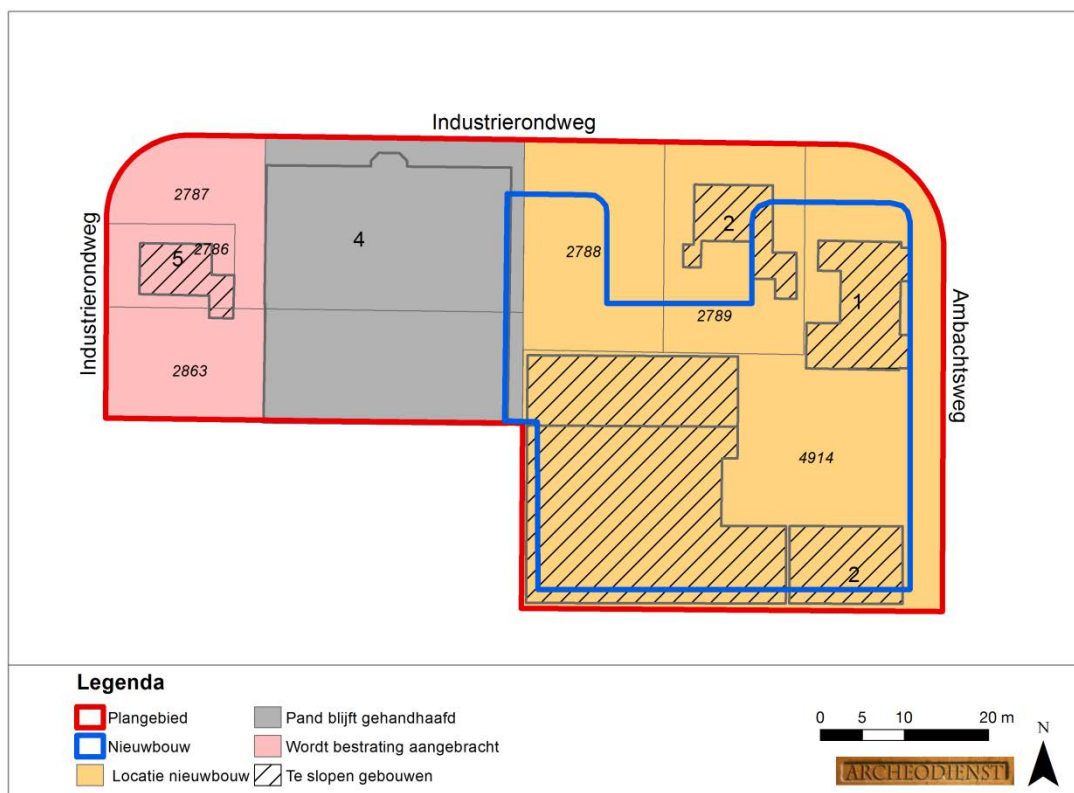 Industrierondweg
2787
2
2786
4
2788
5
Industrierondweg
1
2789
Ambachtsweg
2863
4914
2
Legenda
Plangebied
Pand blijft gehandhaafd
0 5 10 20 m
N
Nieuwbouw
Wordt bestrating aangebracht
Locatie nieuwbouw
Te slopen gebouwen
ARCHEODIENST